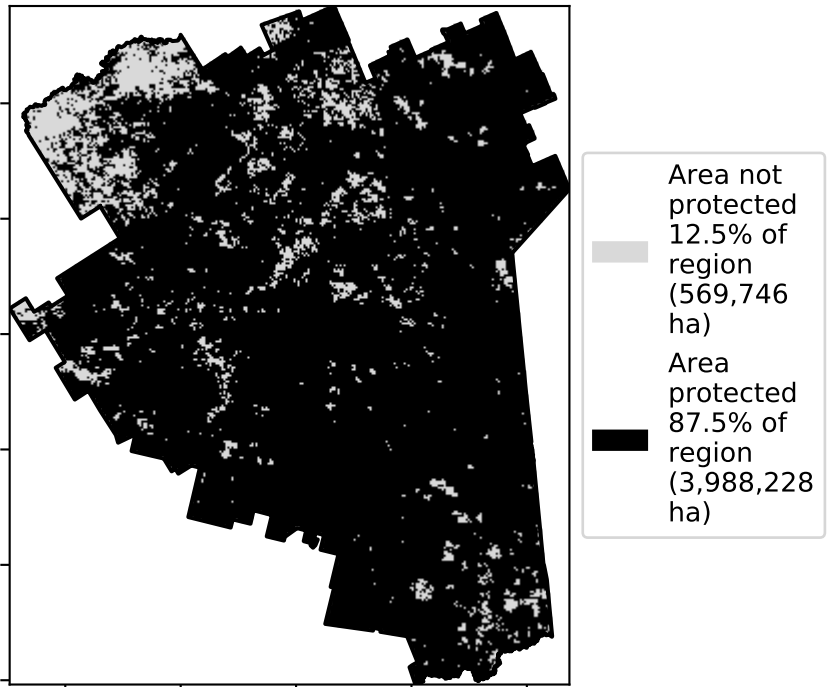 Area not
protected
12.5% of
region
(569,746
ha)
Area
protected
87.5% of
region
(3,988,228
ha)